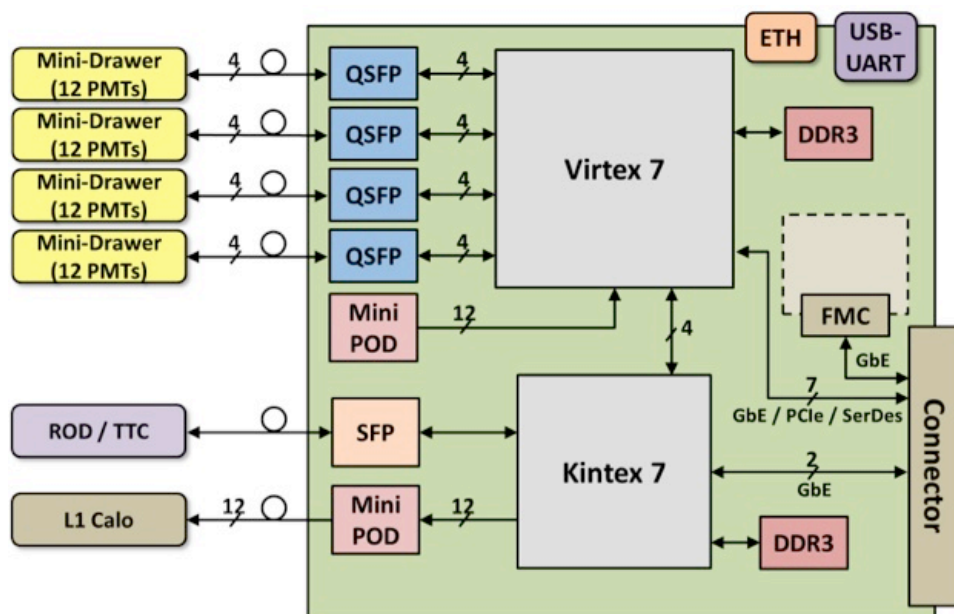 ETH
USB-
UART
Mini-Drawer
(12 PMTs)
4
QSFP
4
Mini-Drawer
(12 PMTs)
4
QSFP
4
Mini-Drawer
(12 PMTs)
4
QSFP
4
Mini-Drawer
(12 PMTs)
4
QSFP
4
Virtex 7
DDR3
FMC
GbE
Mini
POD
12
4
7
GbE / PCIe / SerDes
Connector
ROD / TTC
SFP
Kintex 7
2
GbE
L1 Calo
12
Mini
POD
12
DDR3